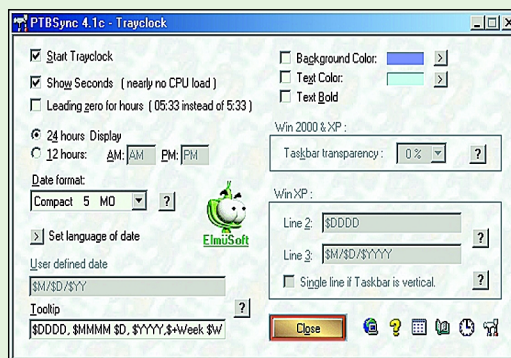 PTBSync 4.1c - Trayclock
Start Trayclock
Show Seconds ( nearly no CPU load )
Leading zero for hours ( 05:33 instead of 5:33 )
24 hours Display
12 hours: AM: AM PM: PM
Date format:
Compact 5 MO ?
> Set language of date
ElmüSoft
User defined date
$M/$D/$YY
Tooltip ?
$DDDD, $MMMM $D, $YYYY,$+Week $W
Background Color: >
Text Color: >
Text Bold
Win 2000 & XP :
Taskbar transparency : 0 % ?
Win XP :
Line 2: $DDDD
Line 3: $M/$D/$YYYY
?
Single line if Taskbar is vertical. ?
Close ?